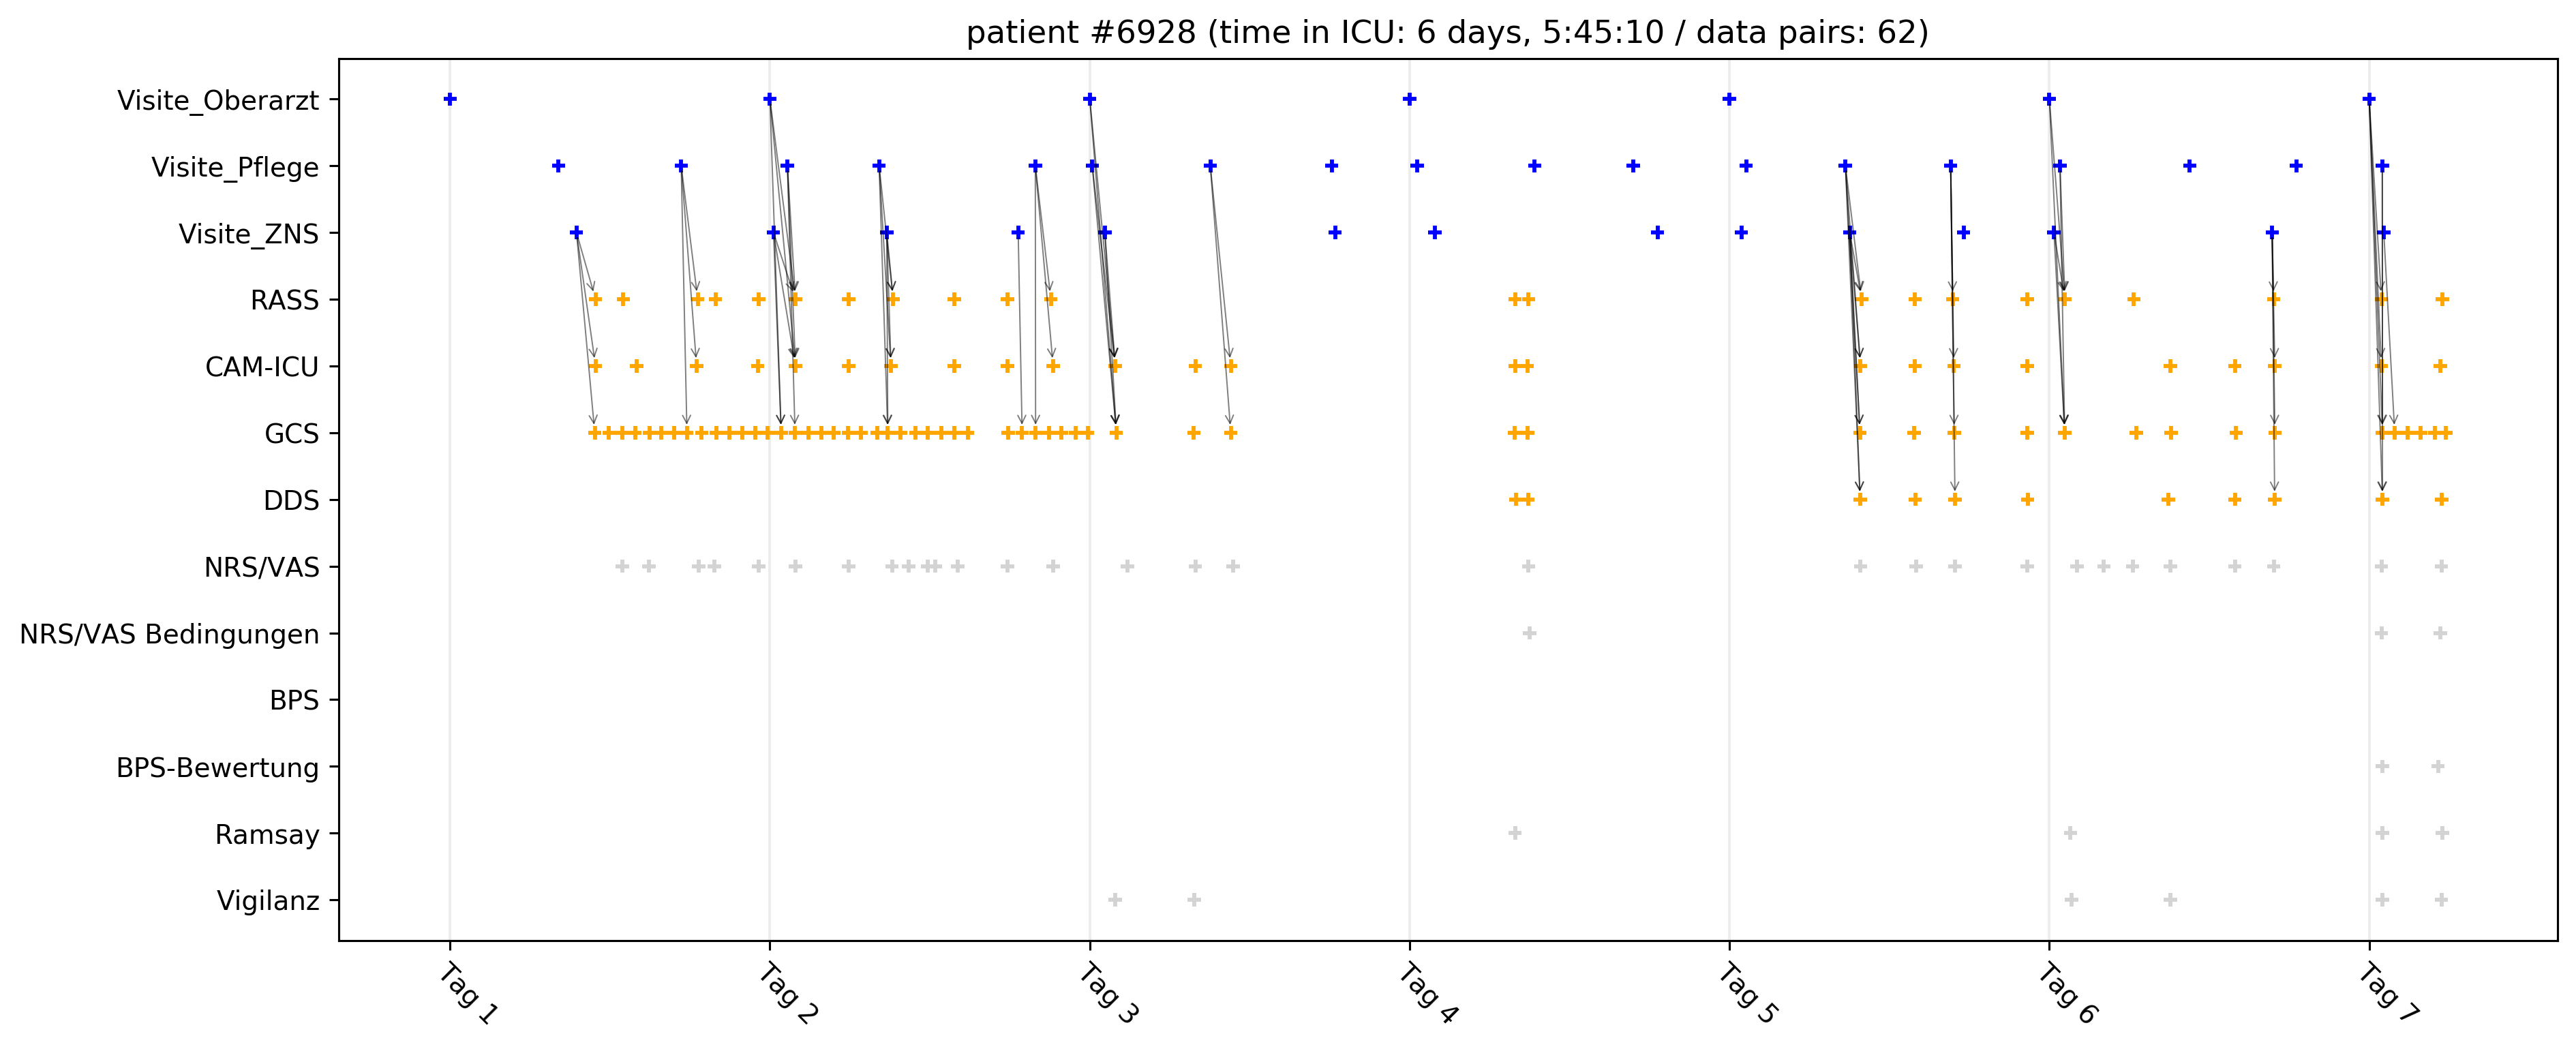 patient #6928 (time in ICU: 6 days, 5:45:10 / data pairs: 62)
Visite_Oberarzt
Visite_Pflege
Visite_ZNS
RASS
CAM-ICU
GCS
DDS
NRS/VAS
NRS/VAS Bedingungen
BPS
BPS-Bewertung
Ramsay
Vigilanz
Tag 1
Tag 2
Tag 3
Tag 4
Tag 5
Tag 6
Tag 7